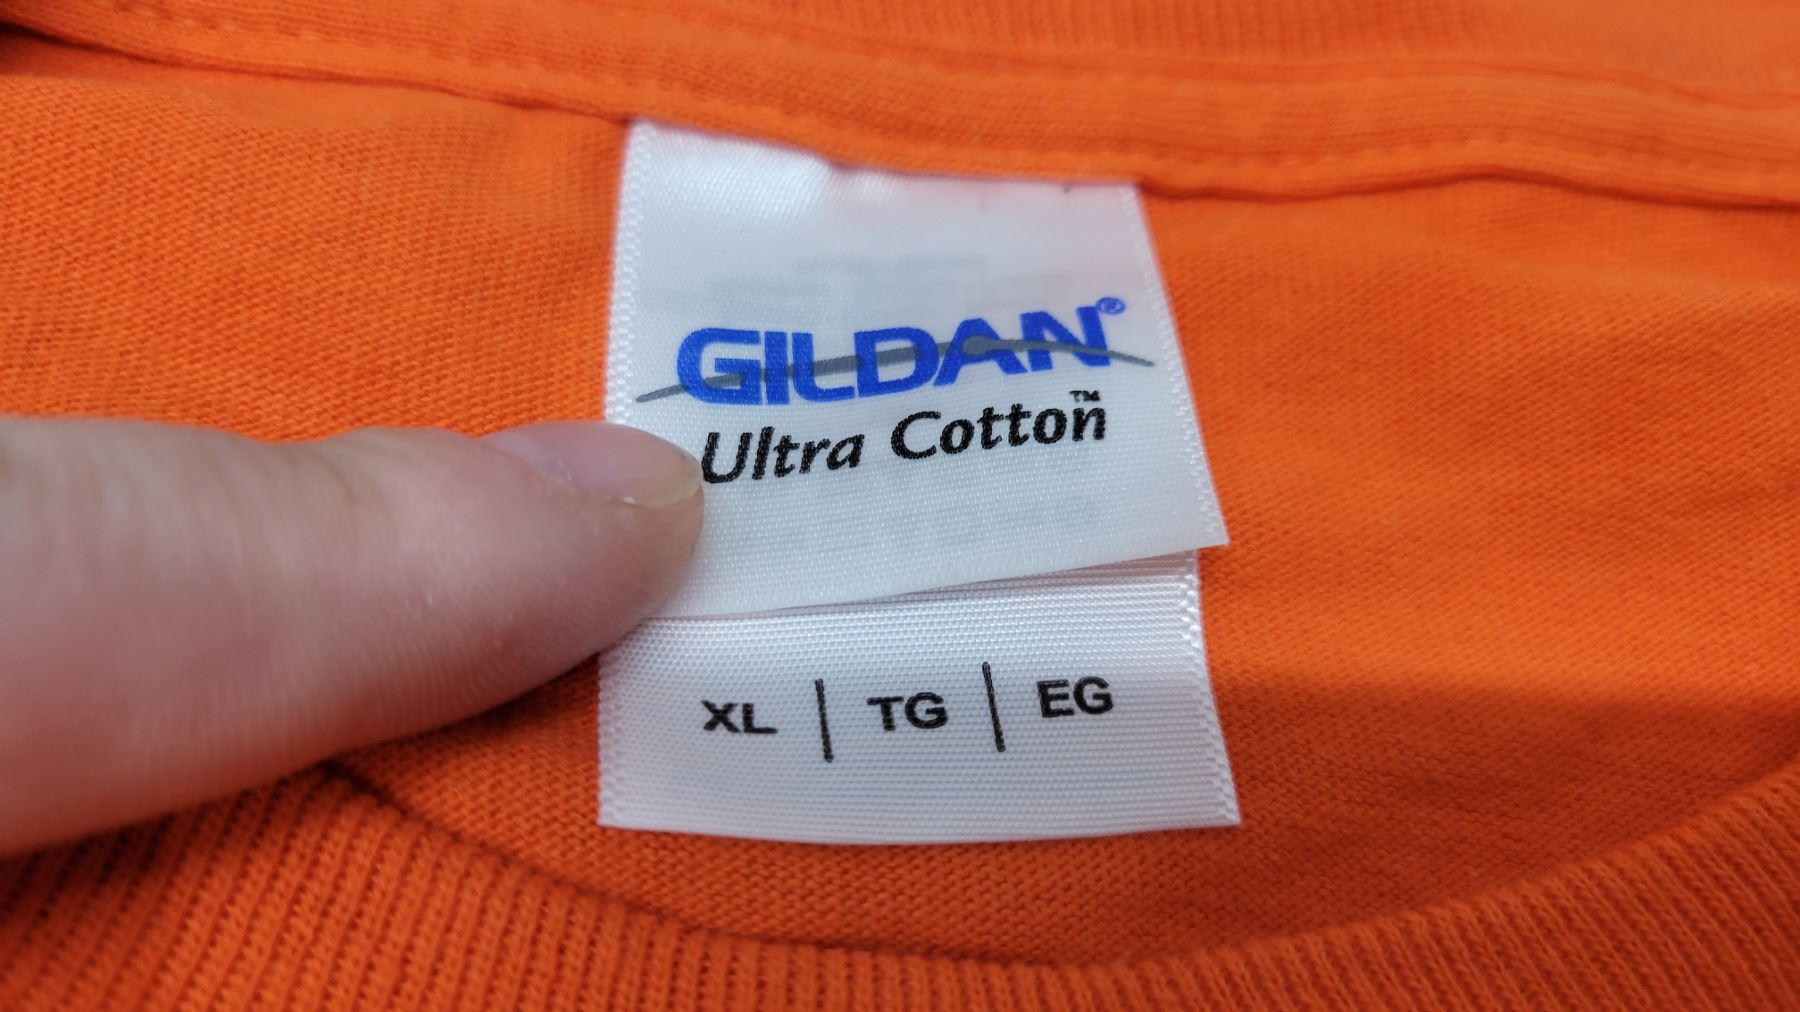 GILDAN®
Ultra Cotton™
XL | TG | EG